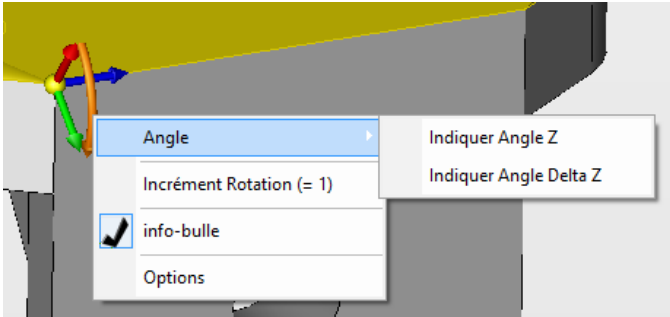 Angle
Indiquer Angle Z
Indiquer Angle Delta Z
Incrément Rotation (= 1)
info-bulle
Options